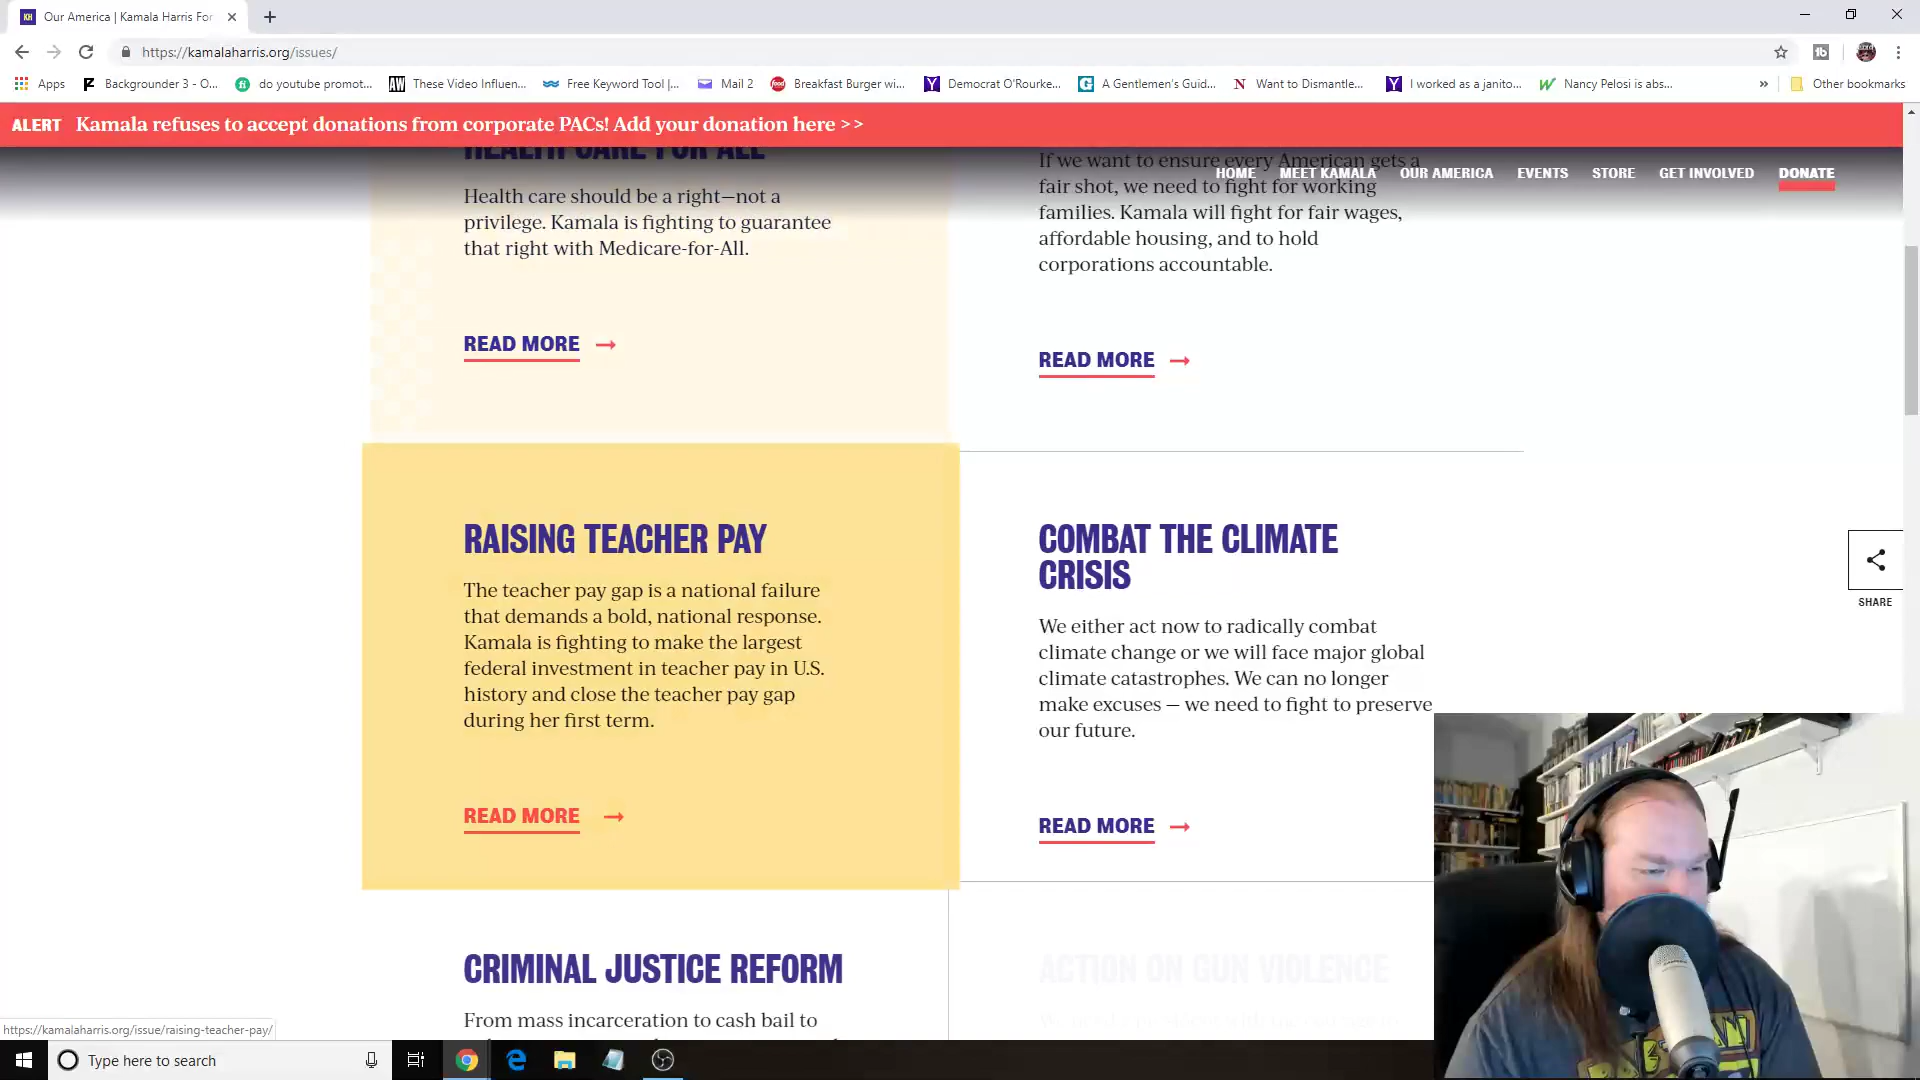 Our America | Kamala Harris For
https://kamalaharris.org/issues/
Apps
Backgrounder 3 - O...
do youtube promot...
These Video Influen...
Free Keyword Tool |...
Mail 2
Breakfast Burger wi...
Democrat O'Rourke...
A Gentlemen's Guid...
Want to Dismantle...
I worked as a janito...
Nancy Pelosi is abs...
»
Other bookmarks
ALERT Kamala refuses to accept donations from corporate PACs! Add your donation here >>
HOME MEET KAMALA OUR AMERICA EVENTS STORE GET INVOLVED DONATE
HEALTH CARE FOR ALL
Health care should be a right—not a
privilege. Kamala is fighting to guarantee
that right with Medicare-for-All.
READ MORE →
If we want to ensure every American gets a
fair shot, we need to fight for working
families. Kamala will fight for fair wages,
affordable housing, and to hold
corporations accountable.
READ MORE →
RAISING TEACHER PAY
The teacher pay gap is a national failure
that demands a bold, national response.
Kamala is fighting to make the largest
federal investment in teacher pay in U.S.
history and close the teacher pay gap
during her first term.
READ MORE →
COMBAT THE CLIMATE
CRISIS
We either act now to radically combat
climate change or we will face major global
climate catastrophes. We can no longer
make excuses — we need to fight to preserve
our future.
READ MORE →
SHARE
CRIMINAL JUSTICE REFORM
From mass incarceration to cash bail to
ACTION ON GUN VIOLENCE
https://kamalaharris.org/issue/raising-teacher-pay/
Type here to search